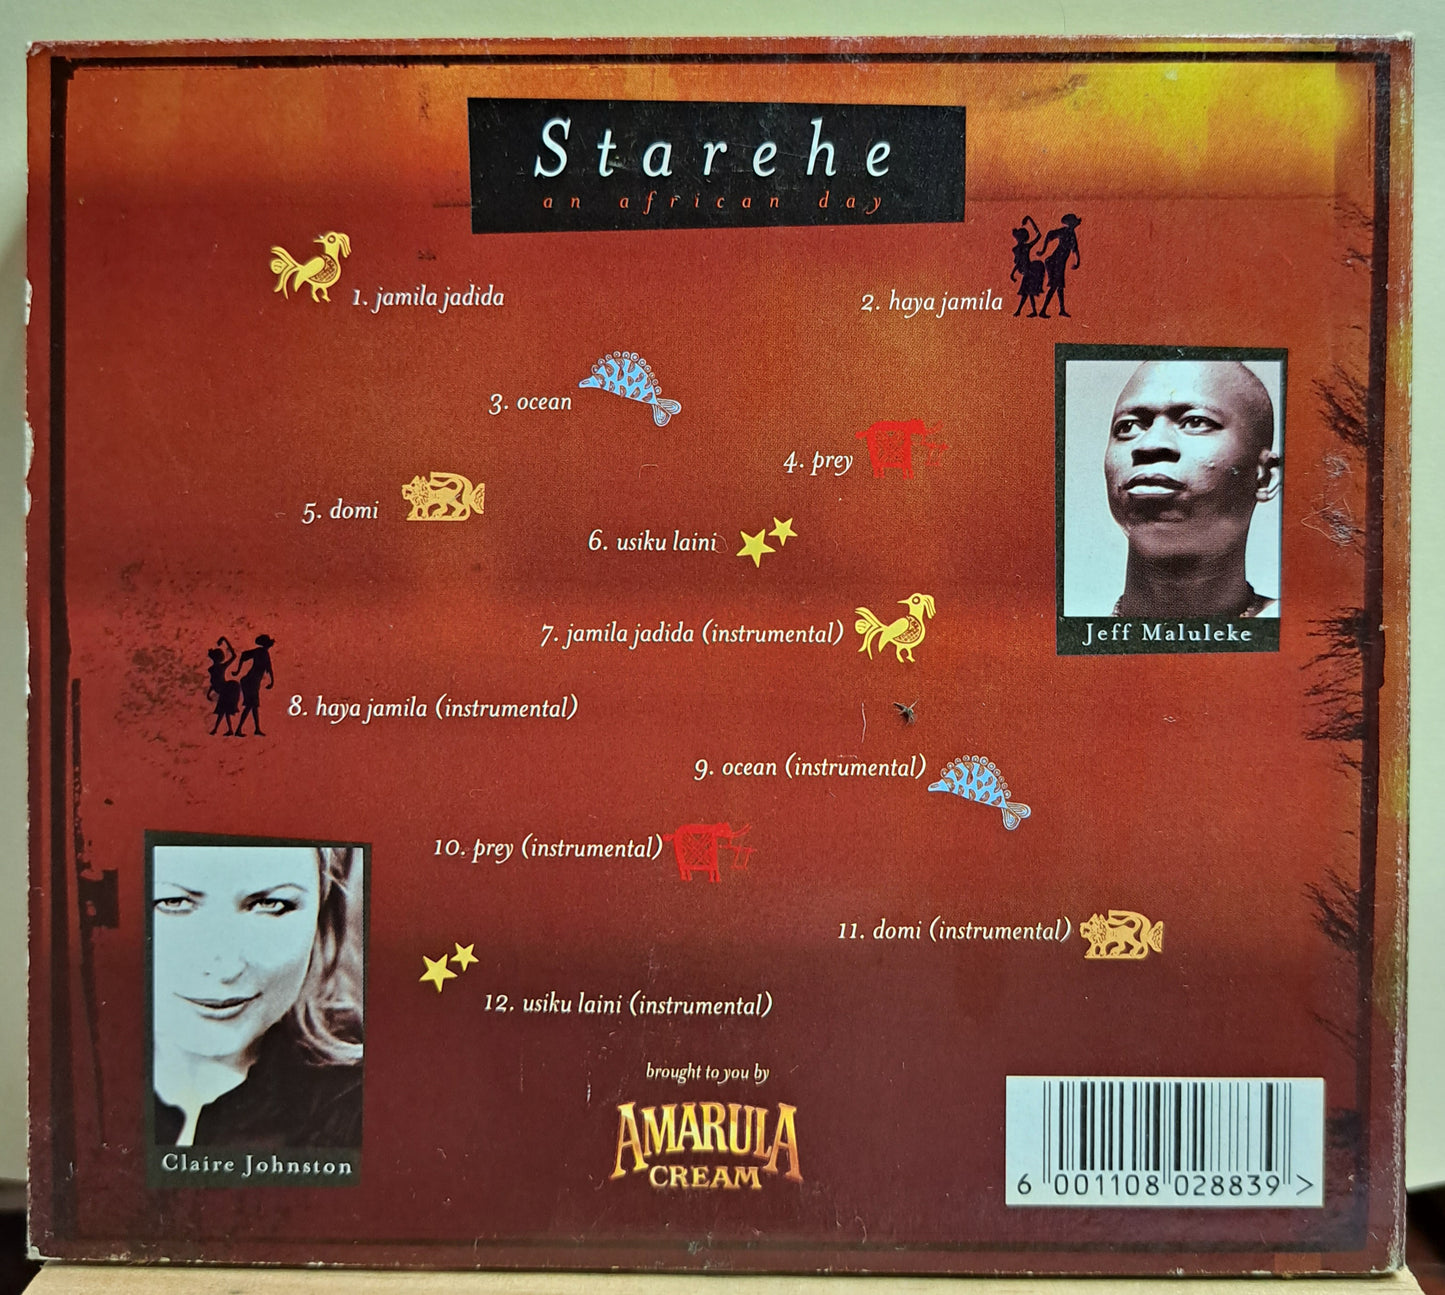 Starehe
an african day
1. jamila jadida
2. haya jamila
3. ocean
4. prey
5. domi
6. usiku laini
7. jamila jadida (instrumental)
Jeff Maluleke
8. haya jamila (instrumental)
9. ocean (instrumental)
10. prey (instrumental)
11. domi (instrumental)
12. usiku laini (instrumental)
Claire Johnston
brought to you by
AMARULA
CREAM
6 001108 028839 >